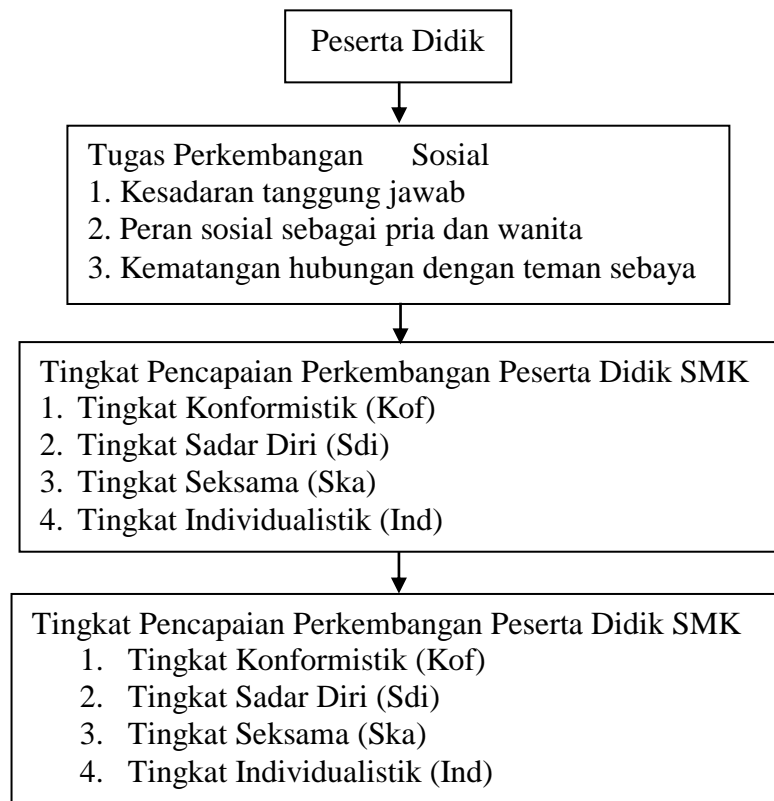 Peserta Didik
Tugas Perkembangan Sosial
1. Kesadaran tanggung jawab
2. Peran sosial sebagai pria dan wanita
3. Kematangan hubungan dengan teman sebaya
Tingkat Pencapaian Perkembangan Peserta Didik SMK
1. Tingkat Konformistik (Kof)
2. Tingkat Sadar Diri (Sdi)
3. Tingkat Seksama (Ska)
4. Tingkat Individualistik (Ind)
Tingkat Pencapaian Perkembangan Peserta Didik SMK
1. Tingkat Konformistik (Kof)
2. Tingkat Sadar Diri (Sdi)
3. Tingkat Seksama (Ska)
4. Tingkat Individualistik (Ind)